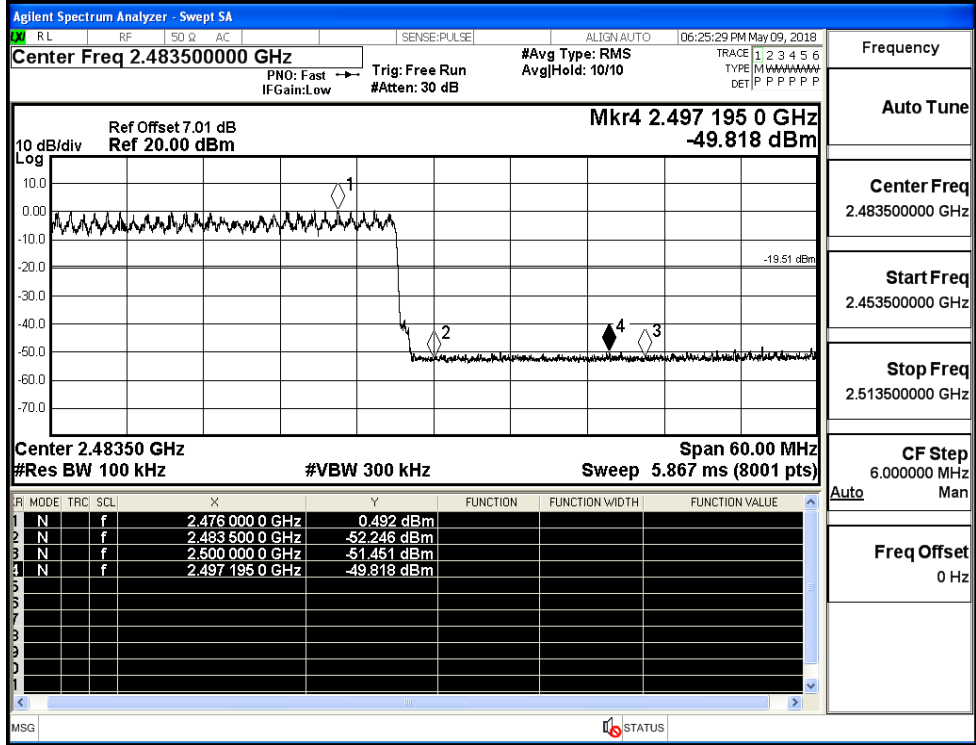 Agilent Spectrum Analyzer - Swept SA
LXI RL RF 50 Ω AC SENSE:PULSE ALIGN AUTO 06:25:29 PM May 09, 2018
Center Freq 2.483500000 GHz
PNO: Fast
IFGain:Low
Trig: Free Run
#Atten: 30 dB
#Avg Type: RMS
Avg|Hold: 10/10
TRACE 1 2 3 4 5 6
TYPE M WWWWW
DET P P P P P P
Ref Offset 7.01 dB
10 dB/div Ref 20.00 dBm
Log
Mkr4 2.497 195 0 GHz
-49.818 dBm
10.0
0.00
-10.0
-20.0
-30.0
-40.0
-50.0
-60.0
-70.0
1
2
4
3
-19.51 dBm
Center 2.48350 GHz Span 60.00 MHz
#Res BW 100 kHz #VBW 300 kHz Sweep 5.867 ms (8001 pts)
MODE TRC SCL X Y FUNCTION FUNCTION WIDTH FUNCTION VALUE
1 N f 2.476 000 0 GHz 0.492 dBm
2 N f 2.483 500 0 GHz -52.246 dBm
3 N f 2.500 000 0 GHz -51.451 dBm
4 N f 2.497 195 0 GHz -49.818 dBm
5
6
7
8
9
MSG STATUS
Frequency
Auto Tune
Center Freq
2.483500000 GHz
Start Freq
2.453500000 GHz
Stop Freq
2.513500000 GHz
CF Step
6.000000 MHz
Auto Man
Freq Offset
0 Hz